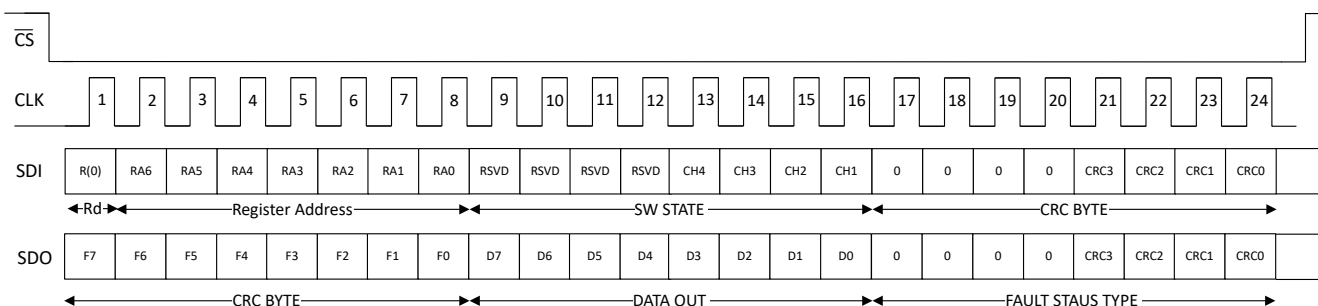 CS
CLK 1 2 3 4 5 6 7 8 9 10 11 12 13 14 15 16 17 18 19 20 21 22 23 24
SDI R(0) RA6 RA5 RA4 RA3 RA2 RA1 RA0 RSVD RSVD RSVD RSVD CH4 CH3 CH2 CH1 0 0 0 0 CRC3 CRC2 CRC1 CRC0
Rd Register Address SW STATE CRC BYTE
SDO F7 F6 F5 F4 F3 F2 F1 F0 D7 D6 D5 D4 D3 D2 D1 D0 0 0 0 0 CRC3 CRC2 CRC1 CRC0
CRC BYTE DATA OUT FAULT STAUS TYPE